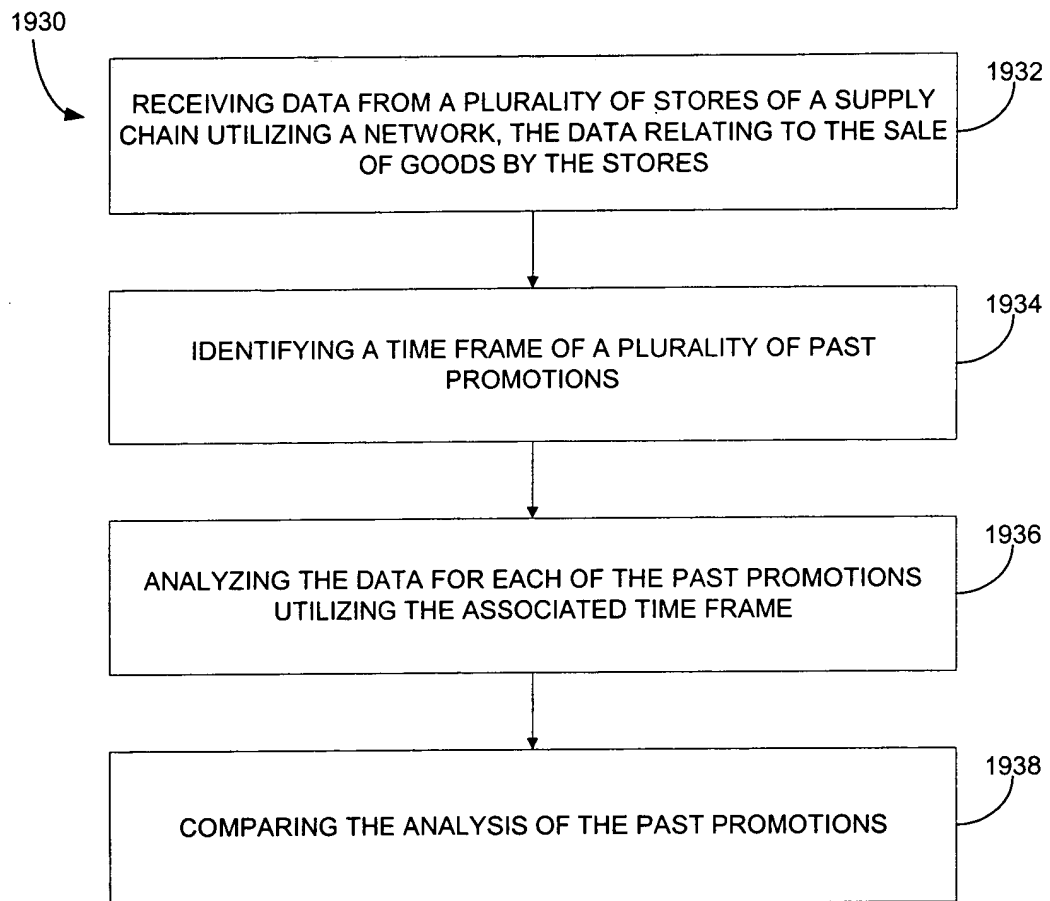 1930
1932
RECEIVING DATA FROM A PLURALITY OF STORES OF A SUPPLY
CHAIN UTILIZING A NETWORK, THE DATA RELATING TO THE SALE
OF GOODS BY THE STORES
1934
IDENTIFYING A TIME FRAME OF A PLURALITY OF PAST
PROMOTIONS
1936
ANALYZING THE DATA FOR EACH OF THE PAST PROMOTIONS
UTILIZING THE ASSOCIATED TIME FRAME
1938
COMPARING THE ANALYSIS OF THE PAST PROMOTIONS